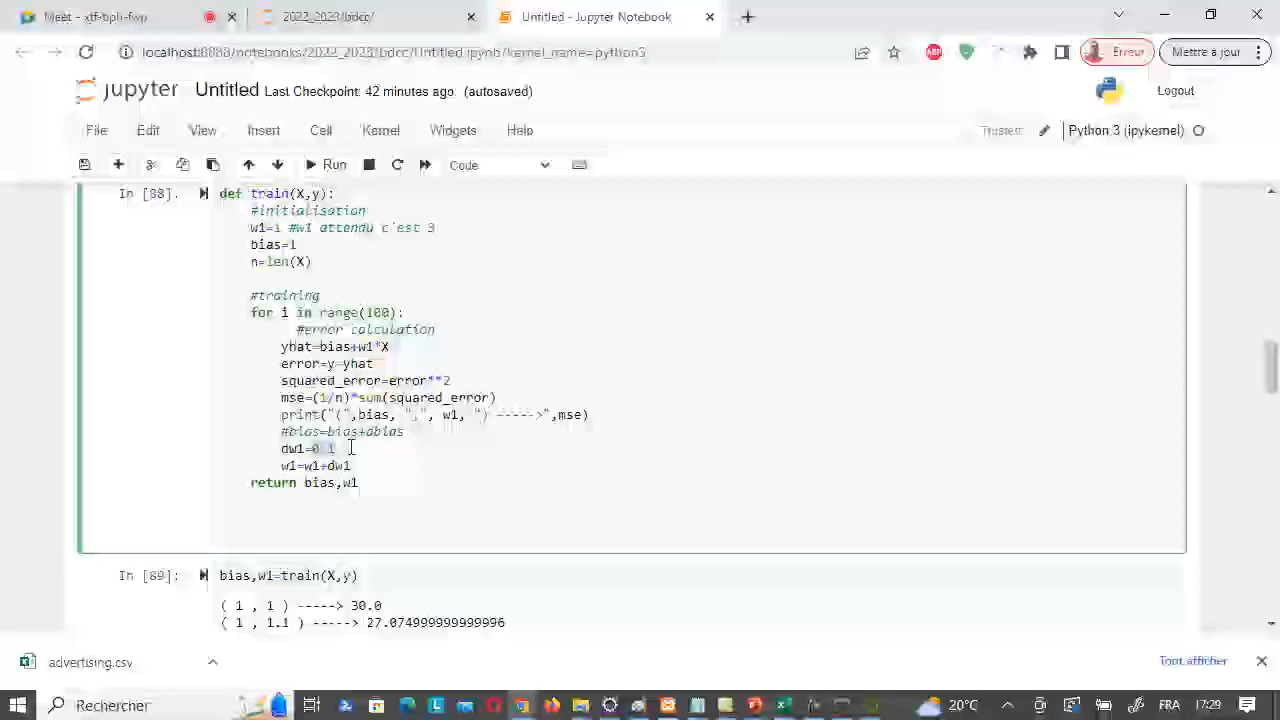 Meet - xff-bjbh-fwp
2022_2023/bdcc/
Untitled - Jupyter Notebook
localhost:8888/notebooks/2022_2023/bdcc/Untitled.ipynb?kernel_name=python3
Erreur
Mettre à jour
jupyter Untitled Last Checkpoint: 42 minutes ago (autosaved)
Logout
File Edit View Insert Cell Kernel Widgets Help
Trusted
Python 3 (ipykernel)
Run
Code
In [88]:
def train(X,y):
#initialisation
w1=1 #w1 attendu c'est 3
bias=1
n=len(X)
#training
for i in range(100):
#error calculation
yhat=bias+w1*X
error=y-yhat
squared_error=error**2
mse=(1/n)*sum(squared_error)
print("(",bias, ",", w1, ") ----->",mse)
#bias=bias+dbias
dw1=0.1
w1=w1+dw1
return bias,w1
In [89]: bias,w1=train(X,y)
( 1 , 1 ) -----> 30.0
( 1 , 1.1 ) -----> 27.074999999999996
advertising.csv
Tout afficher
Rechercher
20°C
FRA
17:29